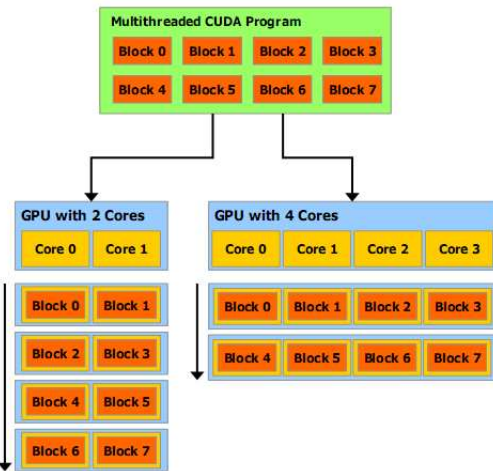 Multithreaded CUDA Program
Block 0 Block 1 Block 2 Block 3
Block 4 Block 5 Block 6 Block 7
GPU with 2 Cores
Core 0 Core 1
Block 0 Block 1
Block 2 Block 3
Block 4 Block 5
Block 6 Block 7
GPU with 4 Cores
Core 0 Core 1 Core 2 Core 3
Block 0 Block 1 Block 2 Block 3
Block 4 Block 5 Block 6 Block 7